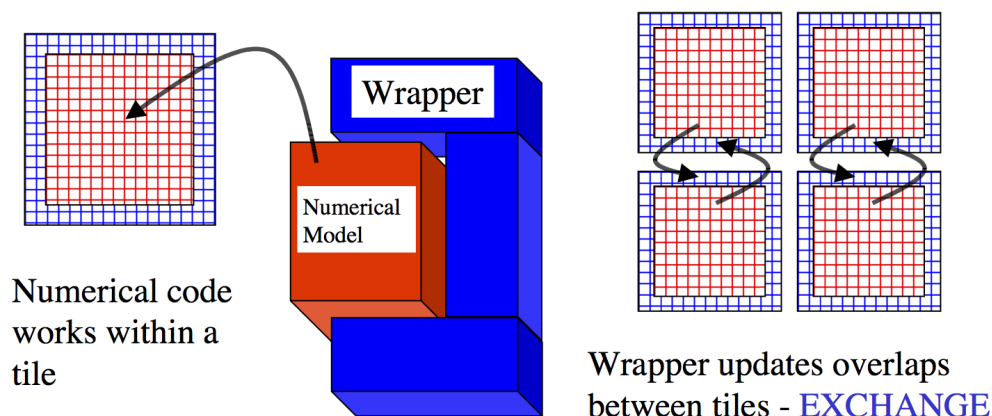 Wrapper
Numerical
Model
Numerical code
works within a
tile
Wrapper updates overlaps
between tiles - EXCHANGE